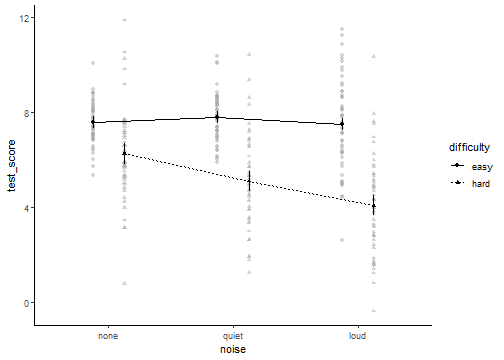 12
8
4
0
test_score
none quiet loud
noise
difficulty
easy
hard